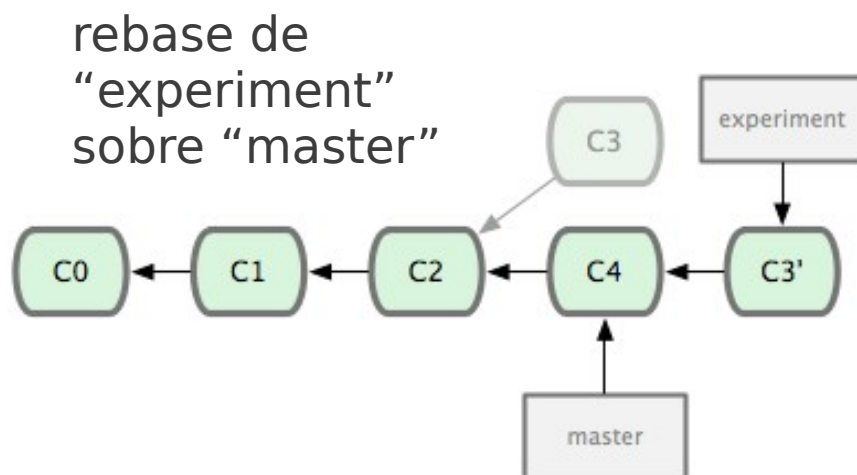 rebase de
“experiment”
sobre “master”
experiment
C3
C0
C1
C2
C4
C3'
master